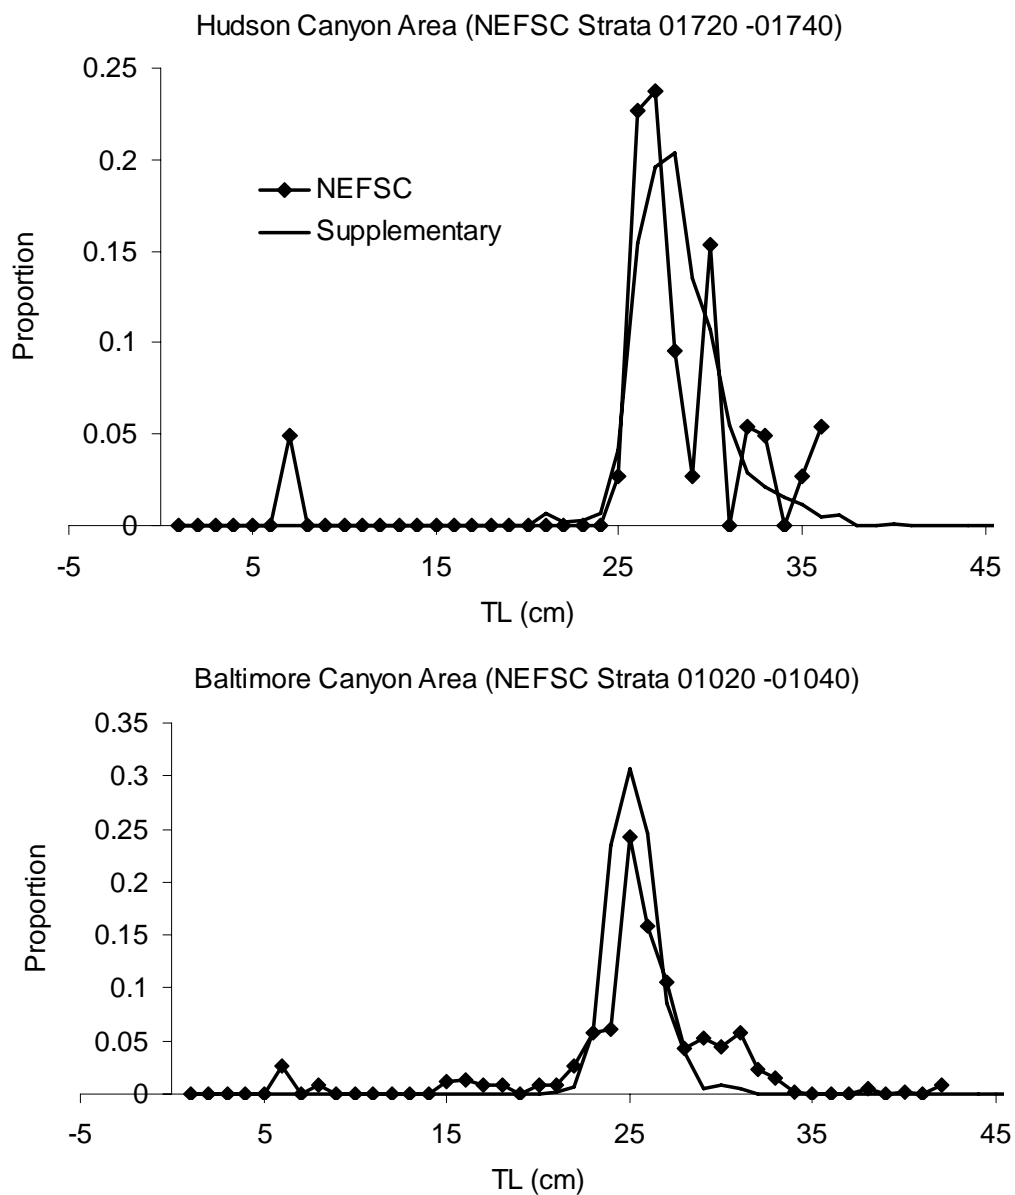 Hudson Canyon Area (NEFSC Strata 01720 -01740)
0.25
0.2
0.15
0.1
0.05
0
Proportion
NEFSC
Supplementary
-5 5 15 25 35 45
TL (cm)
Baltimore Canyon Area (NEFSC Strata 01020 -01040)
0.35
0.3
0.25
0.2
0.15
0.1
0.05
0
Proportion
-5 5 15 25 35 45
TL (cm)